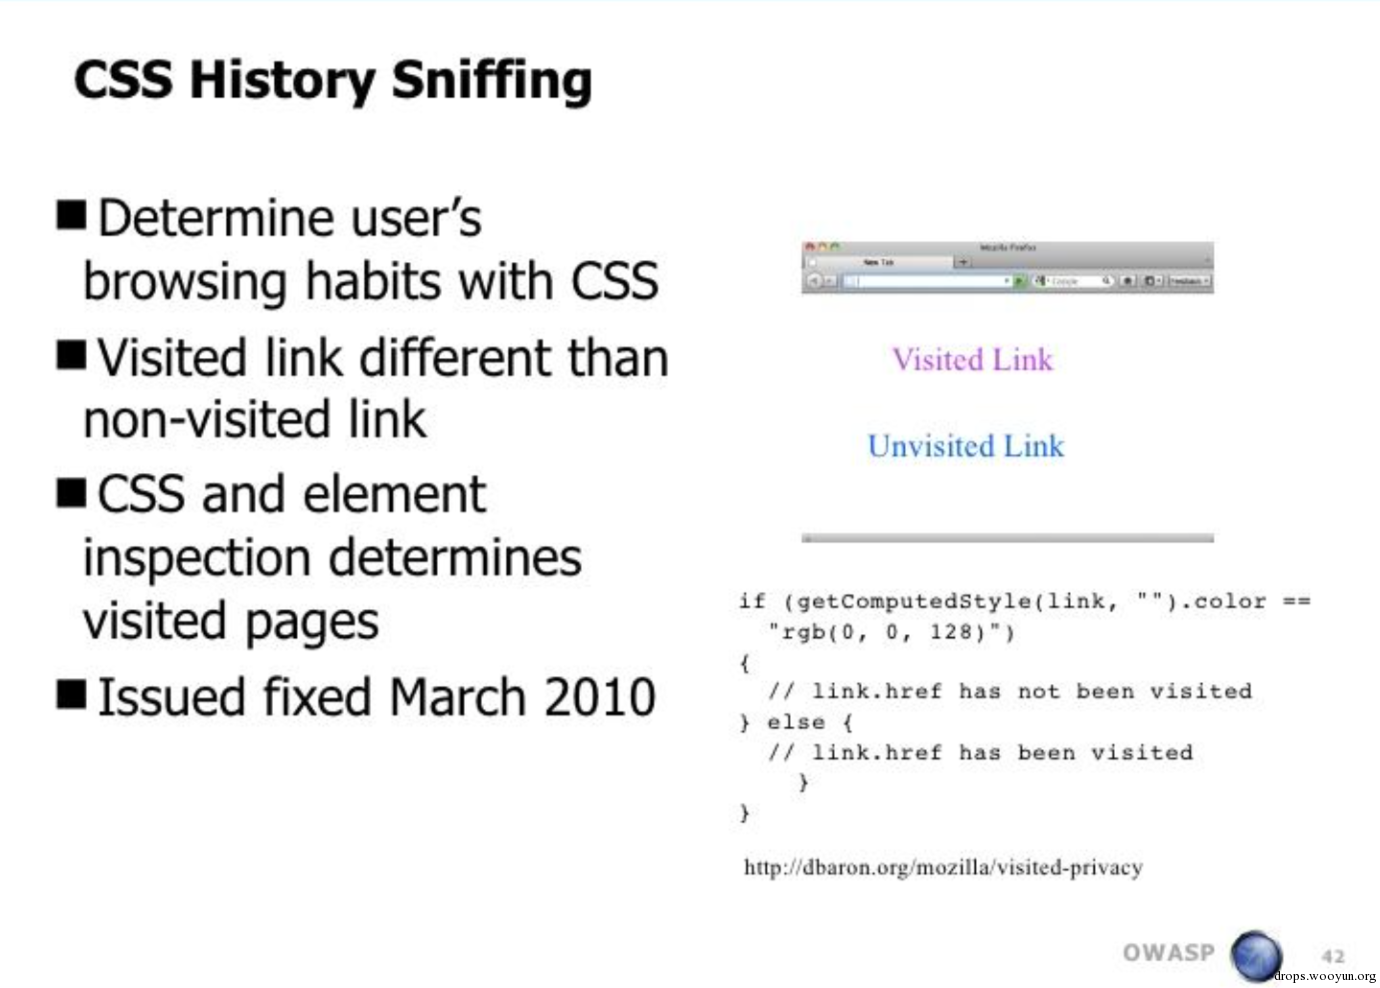 CSS History Sniffing
Determine user's
browsing habits with CSS
Visited link different than
non-visited link
CSS and element
inspection determines
visited pages
Issued fixed March 2010
Mozilla Firefox
New Tab
Google
Visited Link
Unvisited Link
if (getComputedStyle(link, "").color ==
"rgb(0, 0, 128)")
{
// link.href has not been visited
} else {
// link.href has been visited
}
}
http://dbaron.org/mozilla/visited-privacy
OWASP
42
drops.wooyun.org